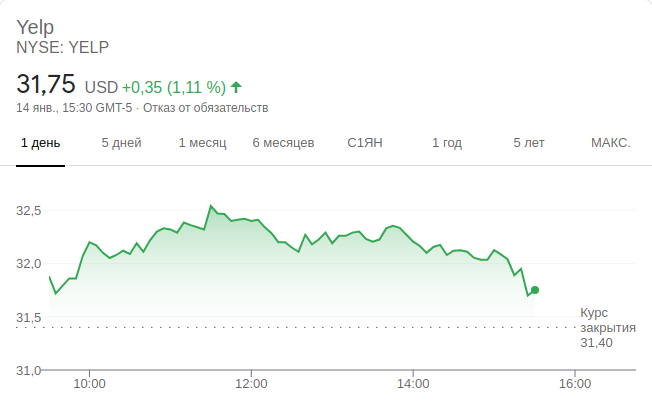 Yelp
NYSE: YELP
31,75 USD +0,35 (1,11 %)
14 янв., 15:30 GMT-5 · Отказ от обязательств
1 день 5 дней 1 месяц 6 месяцев С1ЯН 1 год 5 лет МАКС.
32,5
32,0
31,5
Курс
закрытия
31,40
31,0
10:00 12:00 14:00 16:00